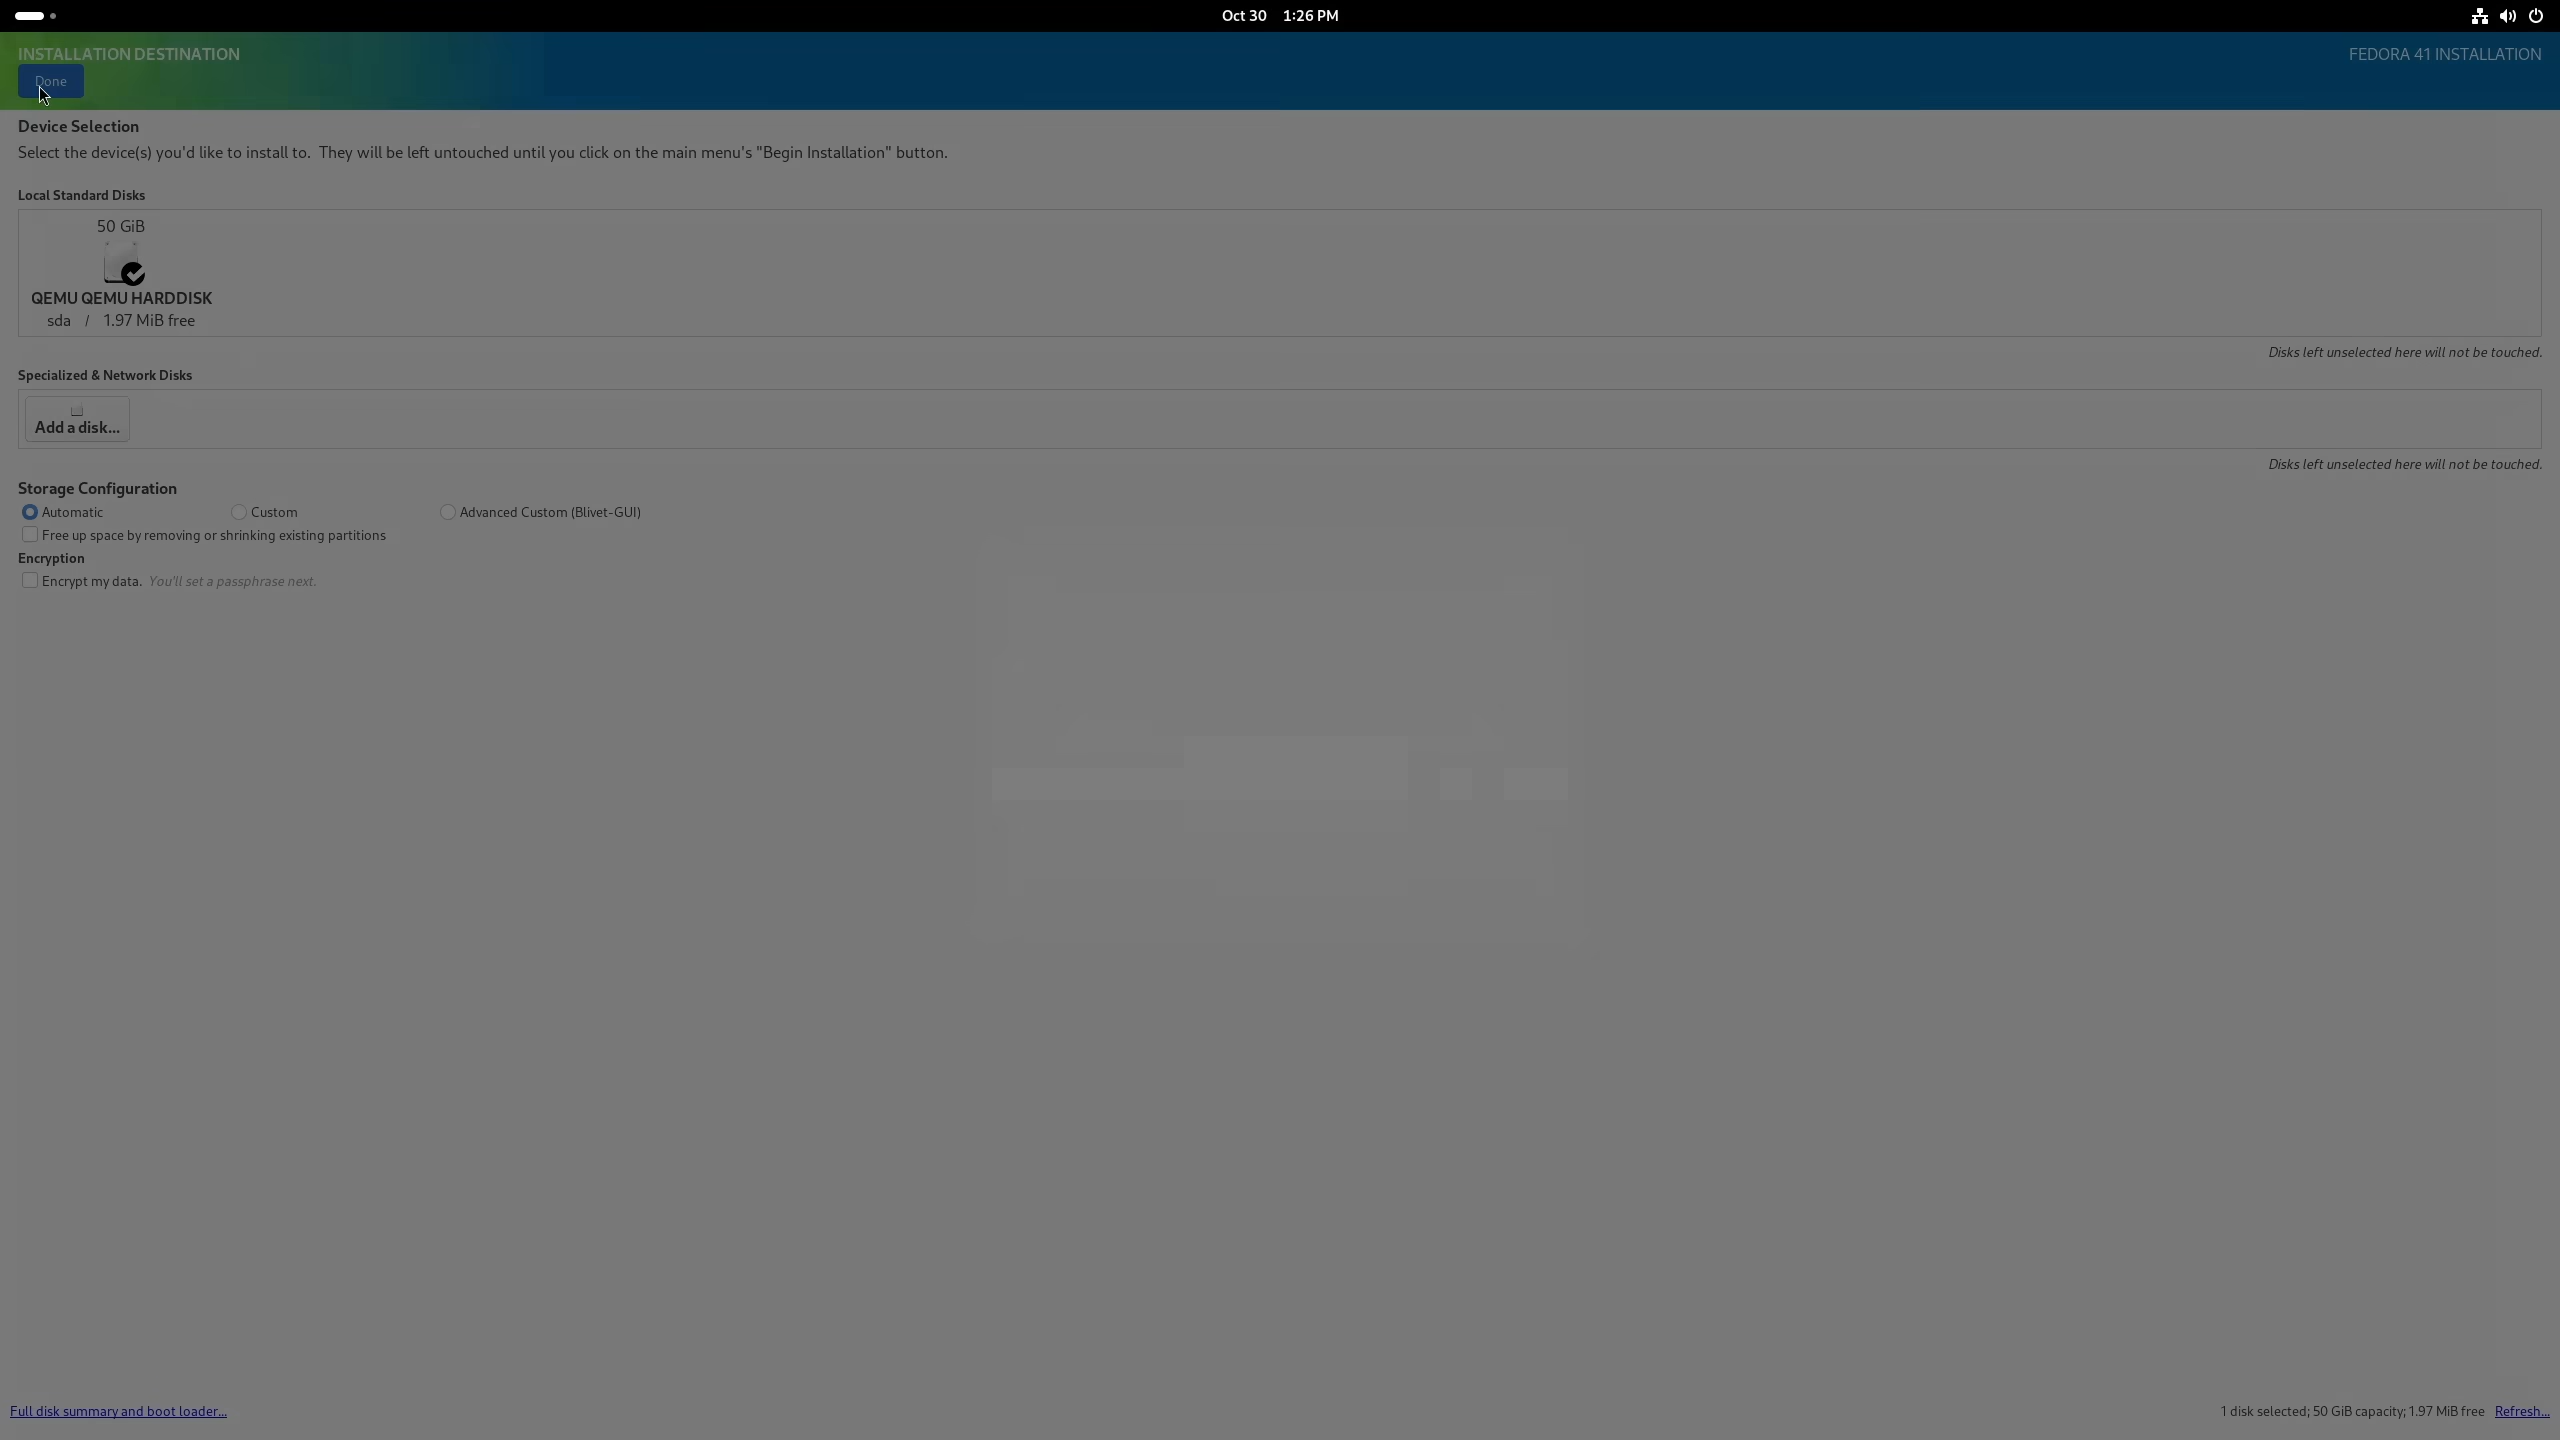 Oct 30 1:26 PM
INSTALLATION DESTINATION
FEDORA 41 INSTALLATION
Done
Device Selection
Select the device(s) you'd like to install to. They will be left untouched until you click on the main menu's "Begin Installation" button.
Local Standard Disks
50 GiB
QEMU QEMU HARDDISK
sda / 1.97 MiB free
Disks left unselected here will not be touched.
Specialized & Network Disks
Add a disk...
Disks left unselected here will not be touched.
Storage Configuration
Automatic Custom Advanced Custom (Blivet-GUI)
Free up space by removing or shrinking existing partitions
Encryption
Encrypt my data. You'll set a passphrase next.
Full disk summary and boot loader...
1 disk selected; 50 GiB capacity; 1.97 MiB free Refresh...